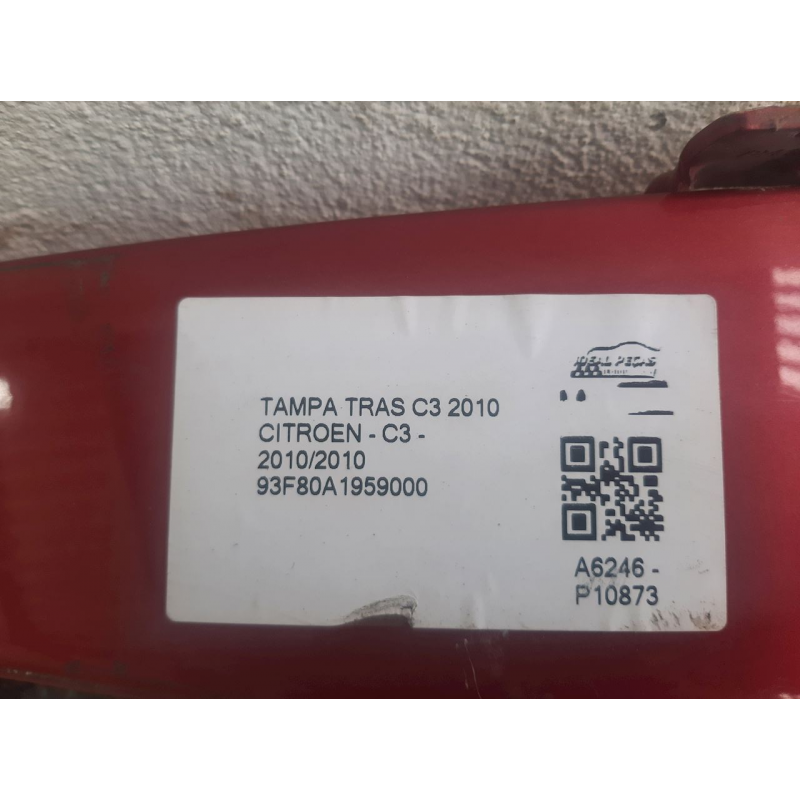 IDEAL PEÇAS
TAMPA TRAS C3 2010
CITROEN - C3 -
2010/2010
93F80A1959000
A6246 -
P10873